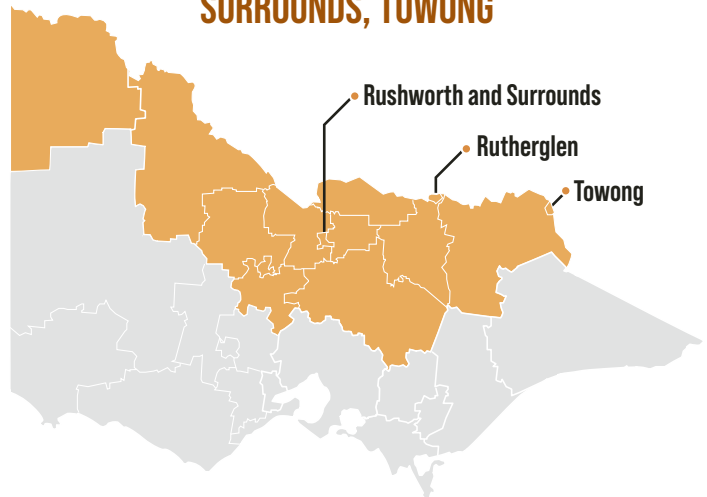 SURROUNDS, TOWONG
Rushworth and Surrounds
Rutherglen
Towong